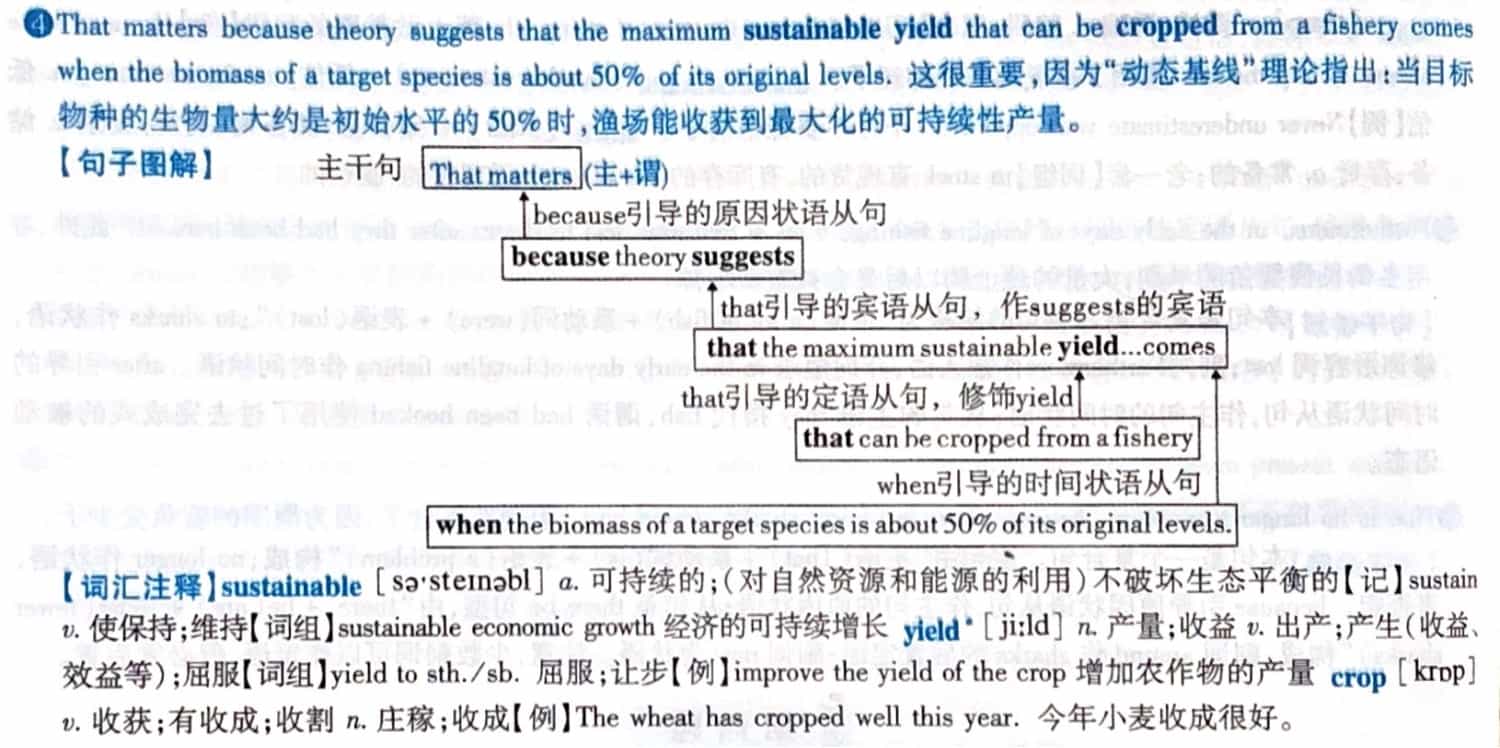 ❹That matters because theory suggests that the maximum sustainable yield that can be cropped from a fishery comes
when the biomass of a target species is about 50% of its original levels. 这很重要,因为“动态基线”理论指出:当目标
物种的生物量大约是初始水平的 50% 时,渔场能收获到最大化的可持续性产量。
【句子图解】 主干句 That matters (主+谓)
because引导的原因状语从句
because theory suggests
that引导的宾语从句，作suggests的宾语
that the maximum sustainable yield…comes
that引导的定语从句，修饰yield
that can be cropped from a fishery
when引导的时间状语从句
when the biomass of a target species is about 50% of its original levels.
【词汇注释】sustainable [sə'steɪnəbl] a. 可持续的;(对自然资源和能源的利用)不破坏生态平衡的【记】sustain
v. 使保持;维持【词组】sustainable economic growth 经济的可持续增长 yield* [ji:ld] n. 产量;收益 v. 出产;产生(收益、
效益等);屈服【词组】yield to sth./sb. 屈服;让步【例】improve the yield of the crop 增加农作物的产量 crop [krɒp]
v. 收获;有收成;收割 n. 庄稼;收成【例】The wheat has cropped well this year. 今年小麦收成很好。